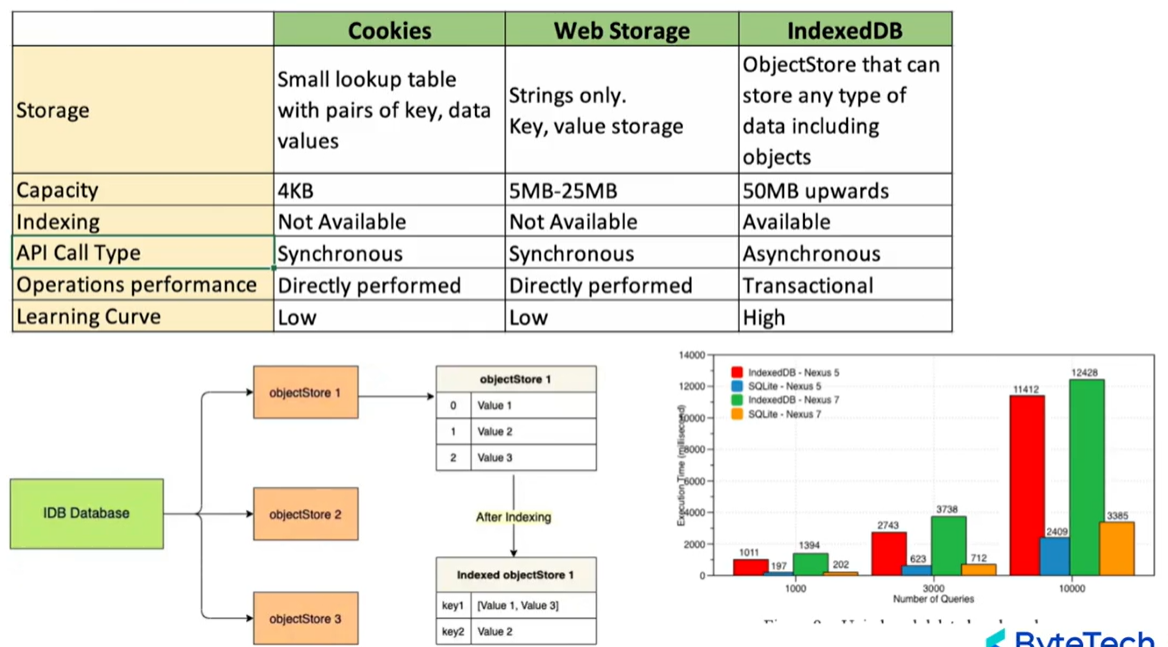 Cookies
Web Storage
IndexedDB
Storage
Small lookup table
with pairs of key, data
values
Strings only.
Key, value storage
ObjectStore that can
store any type of
data including
objects
Capacity
4KB
5MB-25MB
50MB upwards
Indexing
Not Available
Not Available
Available
API Call Type
Synchronous
Synchronous
Asynchronous
Operations performance
Directly performed
Directly performed
Transactional
Learning Curve
Low
Low
High
IDB Database
objectStore 1
objectStore 2
objectStore 3
objectStore 1
0 Value 1
1 Value 2
2 Value 3
After Indexing
Indexed objectStore 1
key1 [Value 1, Value 3]
key2 Value 2
14000
12000
10000
8000
6000
4000
2000
0
Execution Time (millisecond)
IndexedDB - Nexus 5
SQLite - Nexus 5
IndexedDB - Nexus 7
SQLite - Nexus 7
1011
197
1394
202
2743
623
3738
712
11412
2409
12428
3385
1000
3000
10000
Number of Queries
ByteTech